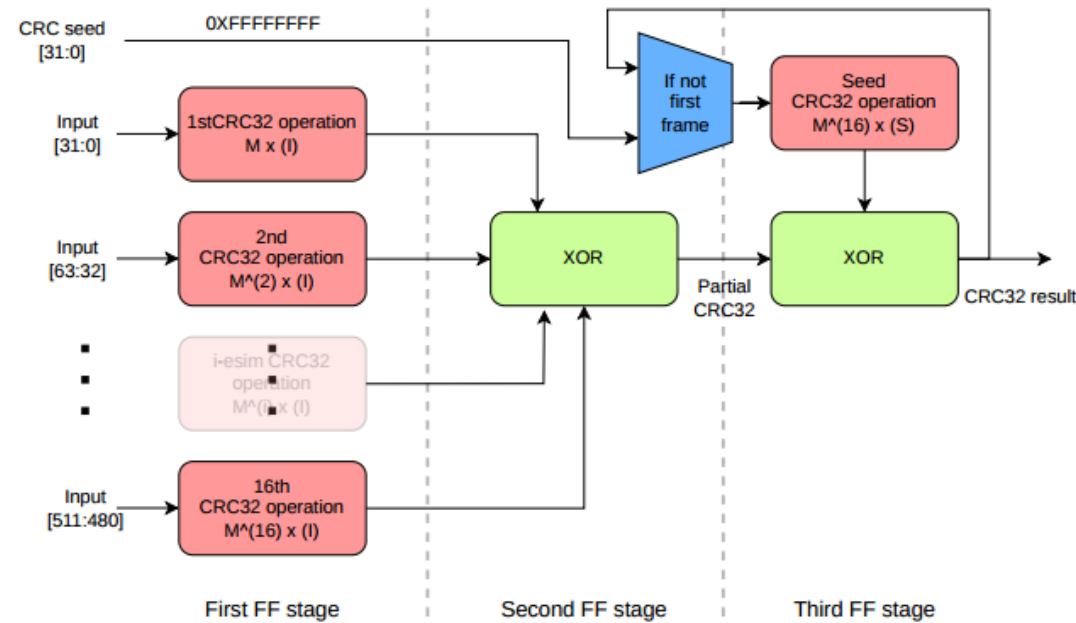 CRC seed
[31:0]
0XFFFFFFFF
Input
[31:0]
1stCRC32 operation
M x (I)
If not
first
frame
Seed
CRC32 operation
M^(16) x (S)
Input
[63:32]
2nd
CRC32 operation
M^(2) x (I)
XOR
Partial
CRC32
XOR
CRC32 result
i-esim CRC32
operation
M^(i) x (I)
Input
[511:480]
16th
CRC32 operation
M^(16) x (I)
First FF stage
Second FF stage
Third FF stage